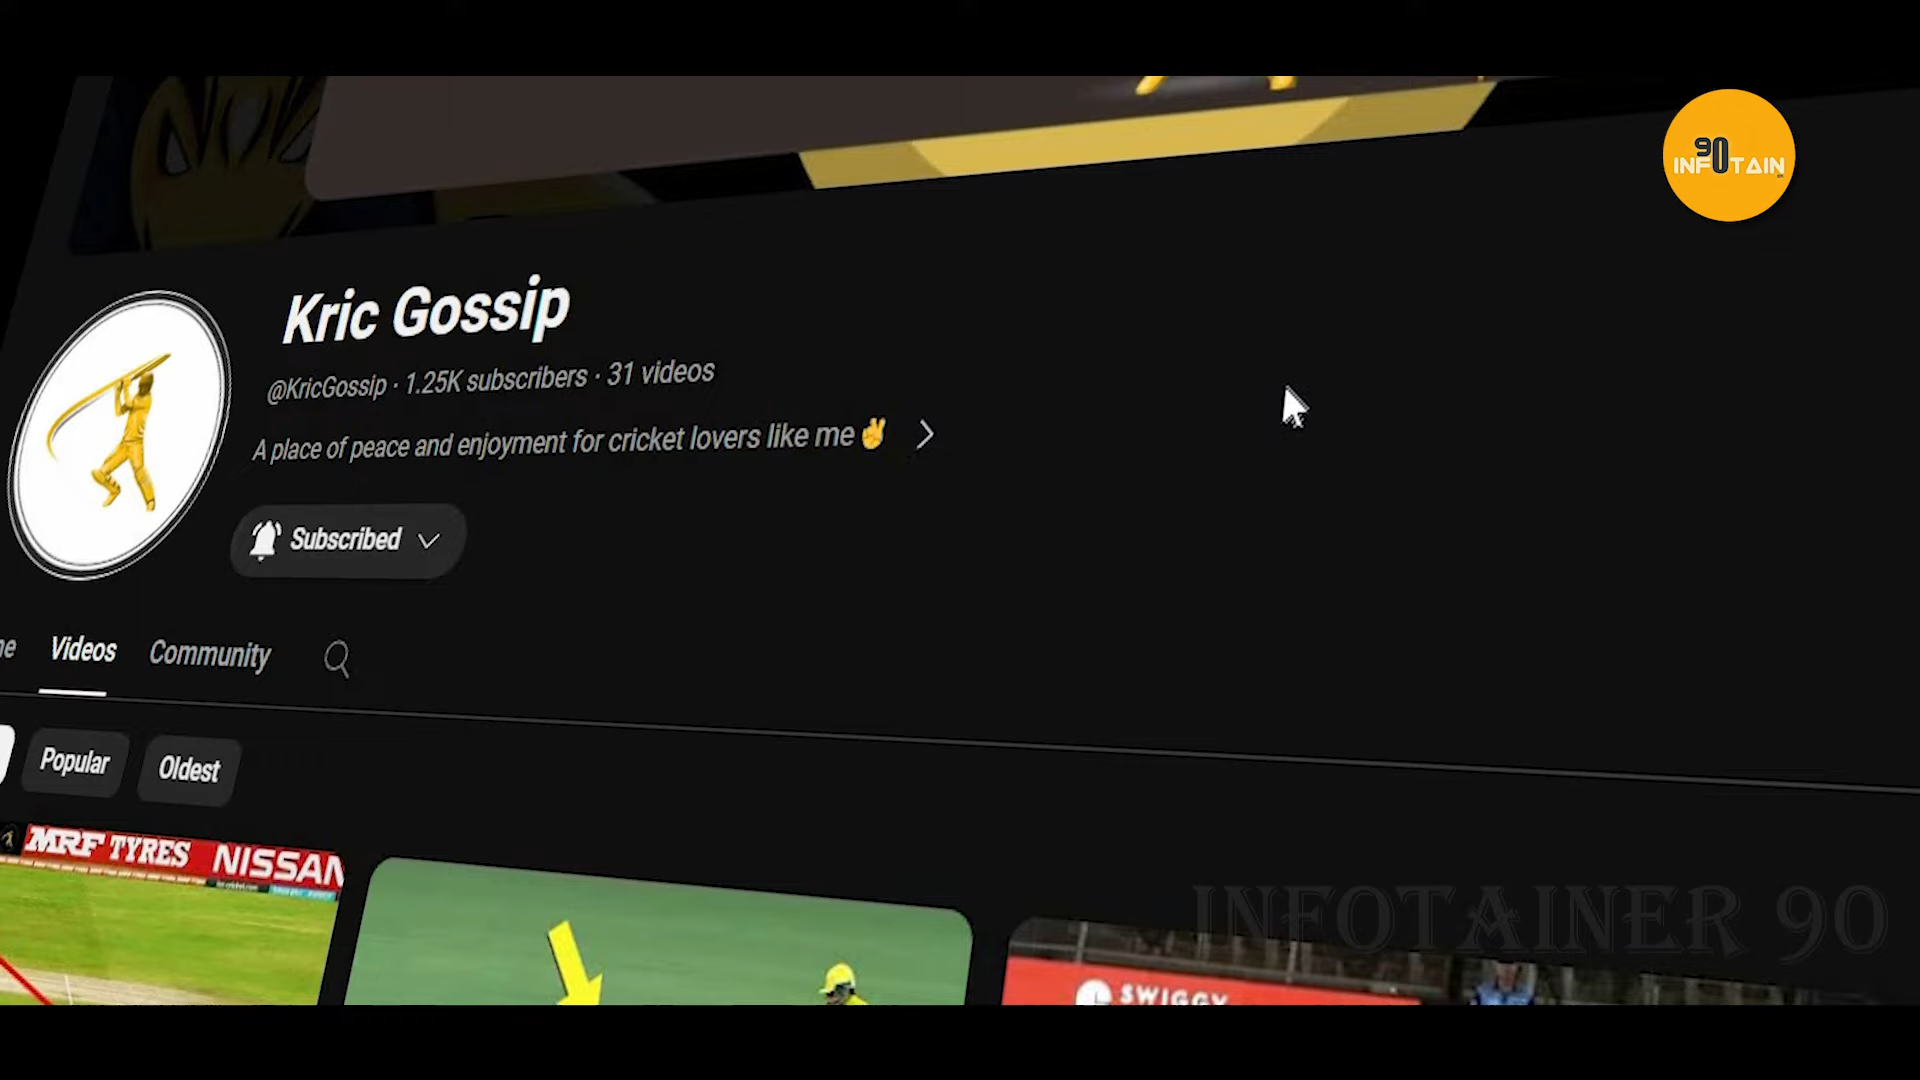 90
INFOTAIN
Kric Gossip
@KricGossip · 1.25K subscribers · 31 videos
A place of peace and enjoyment for cricket lovers like me✌
Subscribed
Videos
Community
Popular
Oldest
MRF TYRES
NISSAN
SWIGGY
INFOTAINER 90